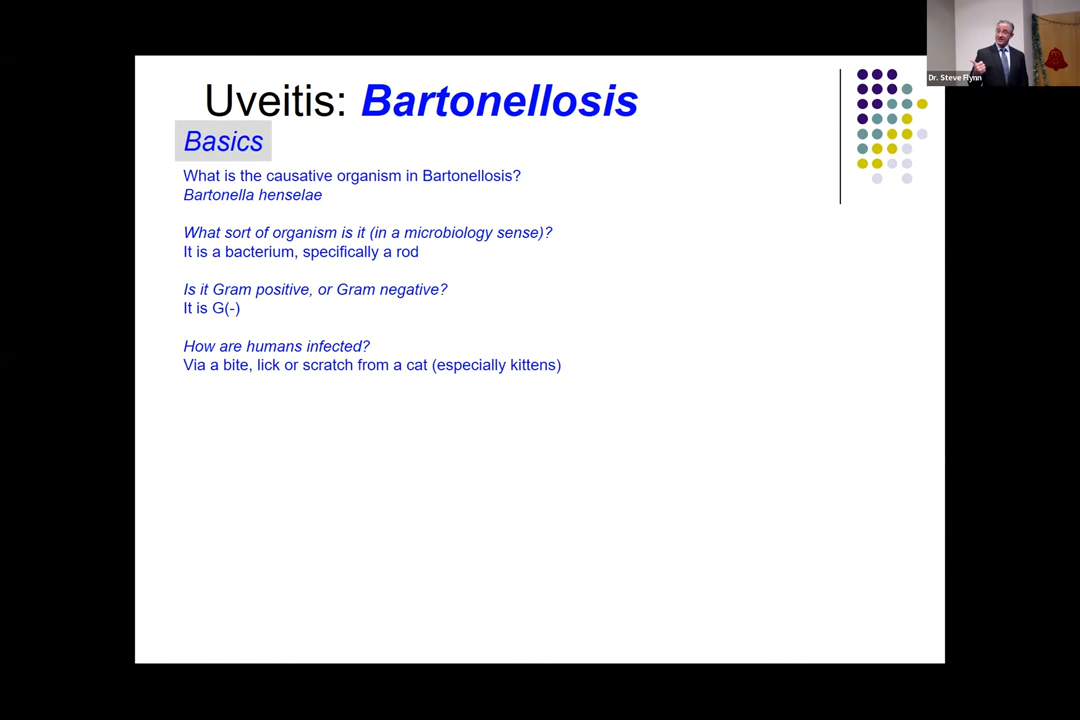 Uveitis: Bartonellosis
Basics
What is the causative organism in Bartonellosis?
Bartonella henselae
What sort of organism is it (in a microbiology sense)?
It is a bacterium, specifically a rod
Is it Gram positive, or Gram negative?
It is G(-)
How are humans infected?
Via a bite, lick or scratch from a cat (especially kittens)
Dr. Steve Flynn